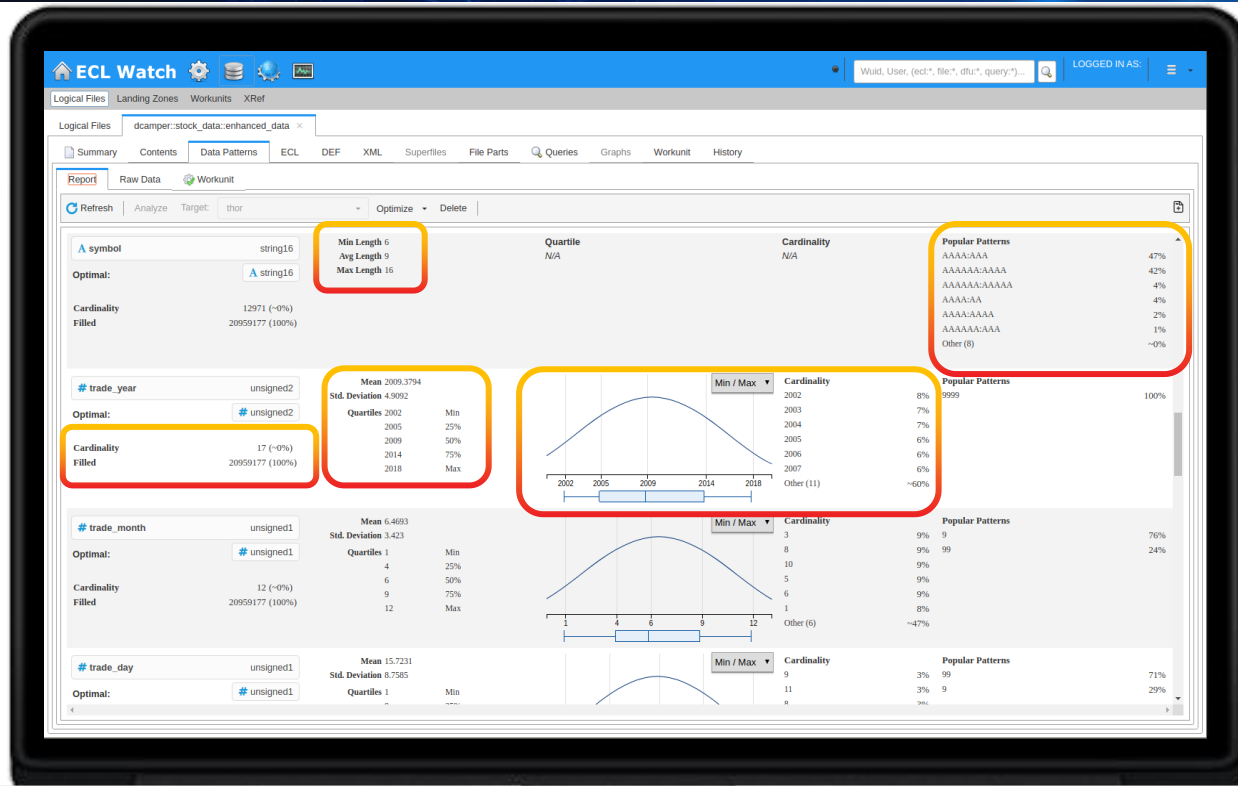 ECL Watch
Wuid, User, (ecl:*, file:*, dfu:*, query:*)...
LOGGED IN AS:
Logical Files Landing Zones Workunits XRef
Logical Files dcamper::stock_data::enhanced_data ×
Summary Contents Data Patterns ECL DEF XML Superfiles File Parts Queries Graphs Workunit History
Report Raw Data Workunit
Refresh Analyze Target: thor Optimize Delete
A symbol string16
Optimal: A string16
Cardinality 12971 (~0%)
Filled 20959177 (100%)
Min Length 6
Avg Length 9
Max Length 16
Quartile
N/A
Cardinality
N/A
Popular Patterns
AAAA:AAA 47%
AAAAAA:AAAA 42%
AAAAAA:AAAAA 4%
AAAA:AA 4%
AAAA:AAAA 2%
AAAAAA:AAA 1%
Other (8) ~0%
# trade_year unsigned2
Optimal: # unsigned2
Cardinality 17 (~0%)
Filled 20959177 (100%)
Mean 2009.3794
Std. Deviation 4.9092
Quartiles 2002 Min
2005 25%
2009 50%
2014 75%
2018 Max
Min / Max
2002 2005 2009 2014 2018
Cardinality
2002 8%
2003 7%
2004 7%
2005 6%
2006 6%
2007 6%
Other (11) ~60%
Popular Patterns
9999 100%
# trade_month unsigned1
Optimal: # unsigned1
Cardinality 12 (~0%)
Filled 20959177 (100%)
Mean 6.4693
Std. Deviation 3.423
Quartiles 1 Min
4 25%
6 50%
9 75%
12 Max
Min / Max
1 4 6 9 12
Cardinality
3 9%
8 9%
10 9%
5 9%
6 9%
1 8%
Other (6) ~47%
Popular Patterns
9 76%
99 24%
# trade_day unsigned1
Optimal: # unsigned1
Mean 15.7231
Std. Deviation 8.7585
Quartiles 1 Min
Min / Max
Cardinality
9 3%
11 3%
Popular Patterns
99 71%
9 29%